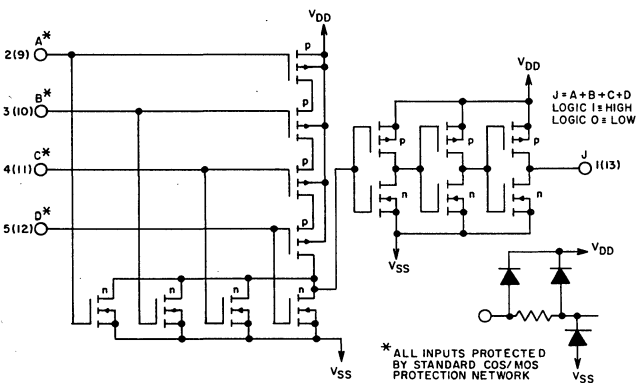 A*
2(9)
B*
3(10)
C*
4(11)
D*
5(12)
VDD
p
p
p
p
n
n
n
n
VSS
VDD
p
p
p
n
n
n
VSS
J=A+B+C+D
LOGIC 1≡HIGH
LOGIC 0≡LOW
J
1(13)
VDD
VSS
*ALL INPUTS PROTECTED
BY STANDARD COS/MOS
PROTECTION NETWORK